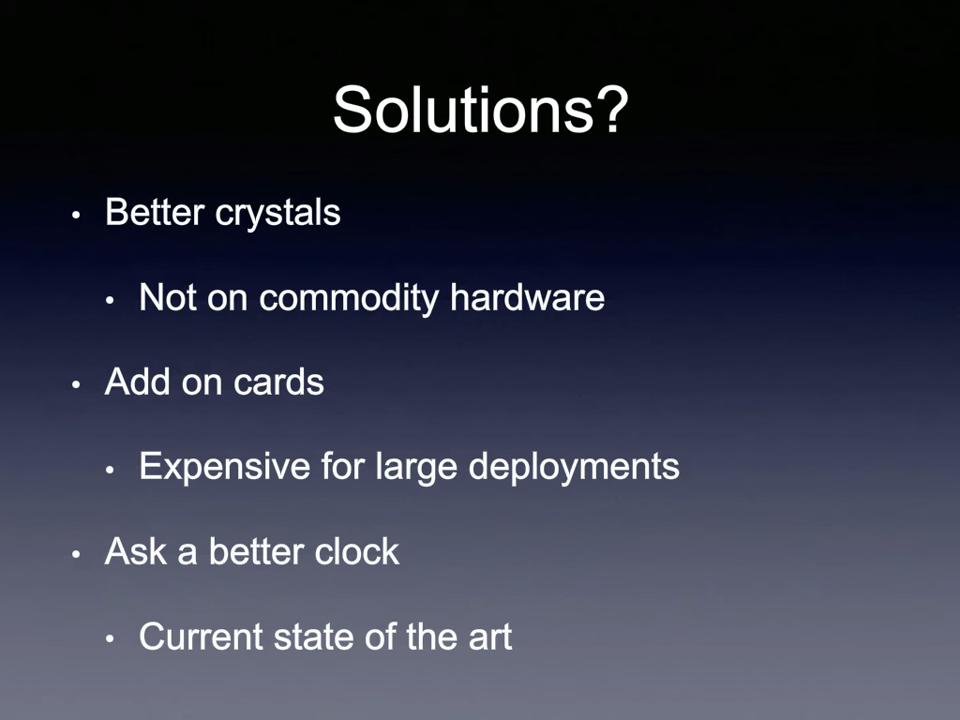 Solutions?
• Better crystals
• Not on commodity hardware
• Add on cards
• Expensive for large deployments
• Ask a better clock
• Current state of the art